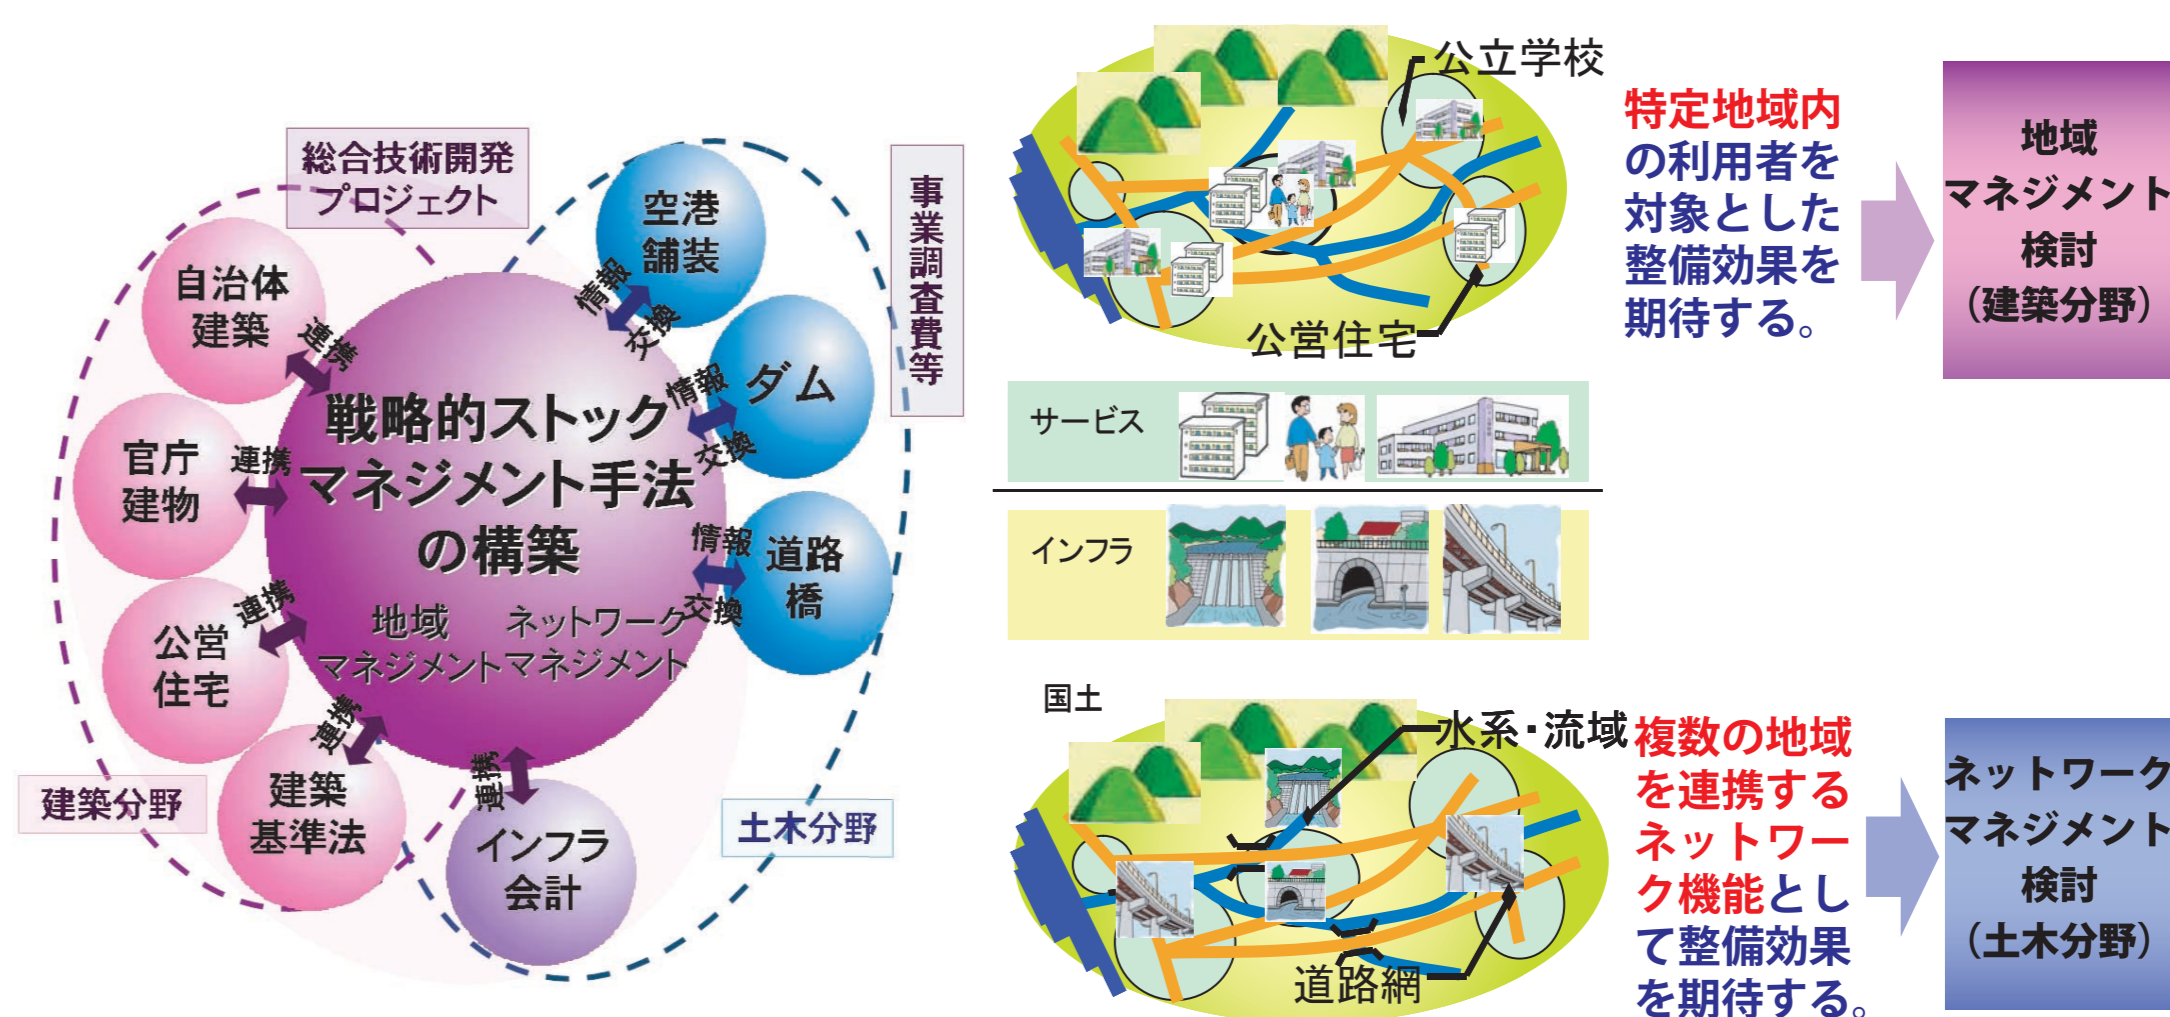 総合技術開発
プロジェクト
事業調査費等
空港
舗装
自治体
建築
ダム
官庁
建物
道路
橋
公営
住宅
建築
基準法
インフラ
会計
連携
連携
連携
連携
連携
情報
交換
情報
交換
情報
交換
戦略的ストック
マネジメント手法
の構築
地域
マネジメント
ネットワーク
マネジメント
建築分野
土木分野
公立学校
公営住宅
特定地域内
の利用者を
対象とした
整備効果を
期待する。
地域
マネジメント
検討
（建築分野）
サービス
インフラ
国土
水系・流域
道路網
複数の地域
を連携する
ネットワー
ク機能とし
て整備効果
を期待する。
ネットワーク
マネジメント
検討
（土木分野）